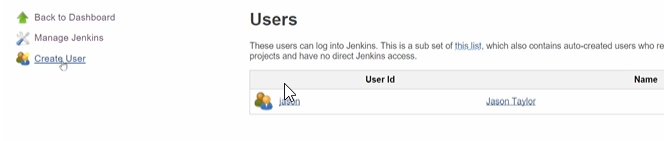 Back to Dashboard
Manage Jenkins
Create User
Users
These users can log into Jenkins. This is a sub set of this list, which also contains auto-created users who
projects and have no direct Jenkins access.
User Id Name
jason Jason Taylor